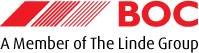 BOC
A Member of The Linde Group